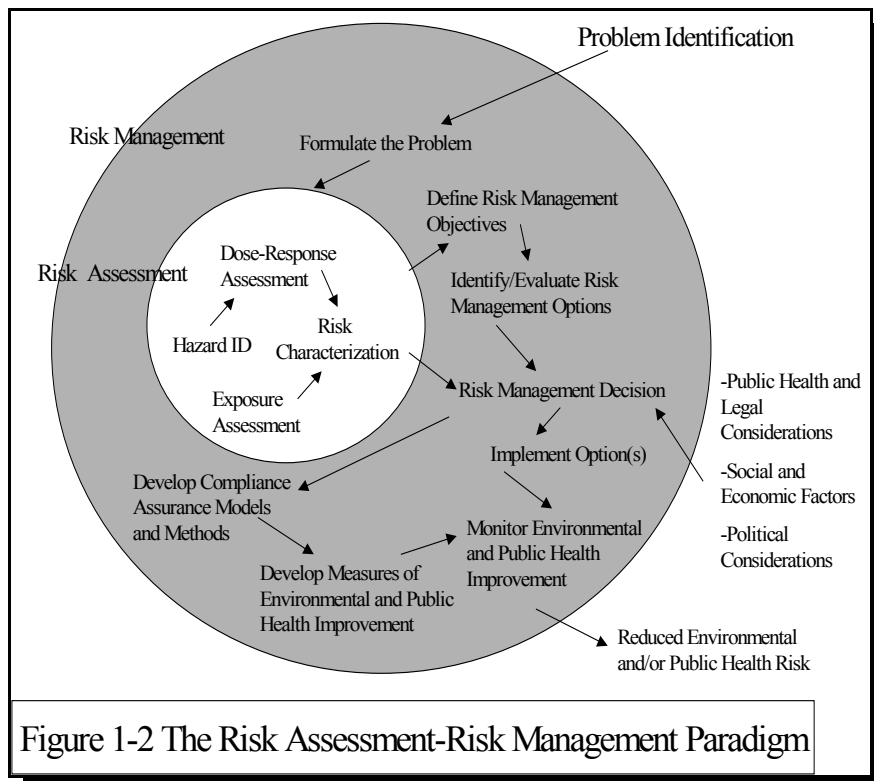 Problem Identification
Risk Management
Formulate the Problem
Define Risk Management
Objectives
Risk Assessment
Dose-Response
Assessment
Identify/Evaluate Risk
Management Options
Hazard ID
Risk
Characterization
Exposure
Assessment
Risk Management Decision
-Public Health and
Legal
Considerations
-Social and
Economic Factors
-Political
Considerations
Implement Option(s)
Develop Compliance
Assurance Models
and Methods
Monitor Environmental
and Public Health
Improvement
Develop Measures of
Environmental and Public
Health Improvement
Reduced Environmental
and/or Public Health Risk
Figure 1-2 The Risk Assessment-Risk Management Paradigm